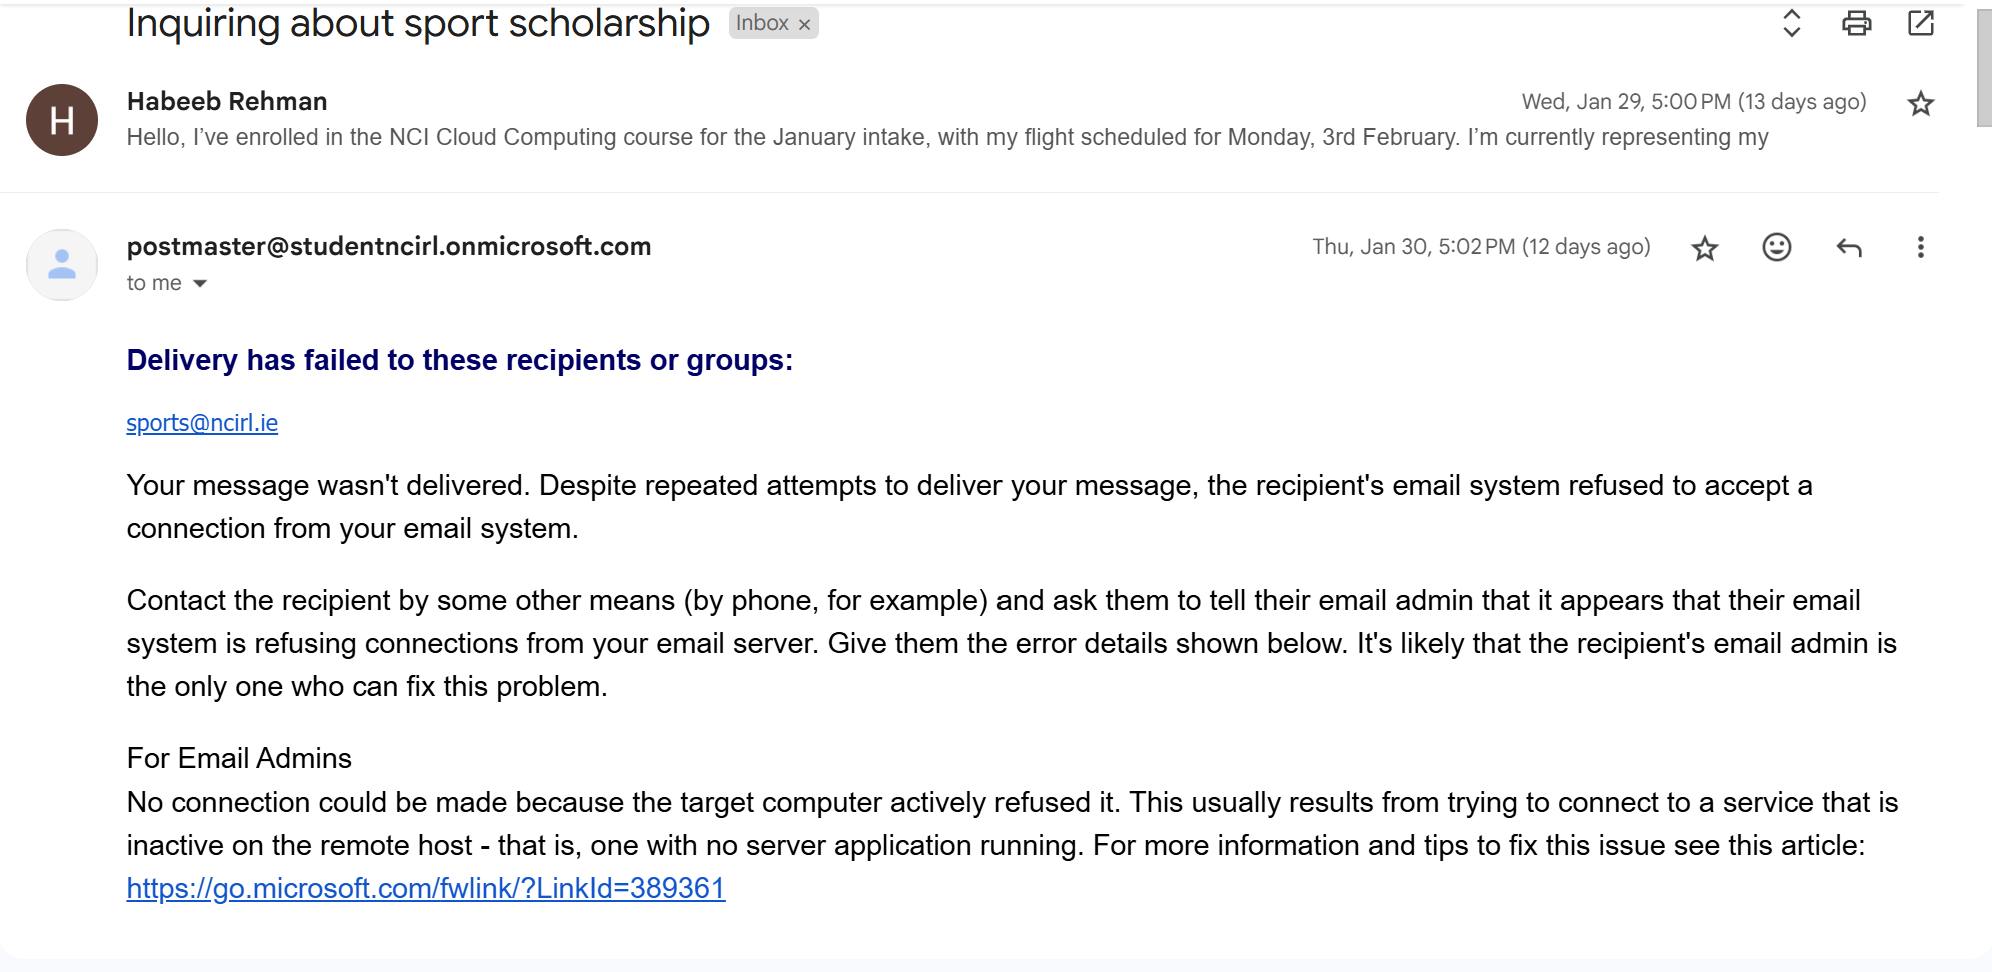 Inquiring about sport scholarship Inbox ×
Habeeb Rehman Wed, Jan 29, 5:00 PM (13 days ago)
H
Hello, I’ve enrolled in the NCI Cloud Computing course for the January intake, with my flight scheduled for Monday, 3rd February. I’m currently representing my
postmaster@studentncirl.onmicrosoft.com Thu, Jan 30, 5:02 PM (12 days ago)
to me
Delivery has failed to these recipients or groups:
sports@ncirl.ie
Your message wasn't delivered. Despite repeated attempts to deliver your message, the recipient's email system refused to accept a
connection from your email system.
Contact the recipient by some other means (by phone, for example) and ask them to tell their email admin that it appears that their email
system is refusing connections from your email server. Give them the error details shown below. It's likely that the recipient's email admin is
the only one who can fix this problem.
For Email Admins
No connection could be made because the target computer actively refused it. This usually results from trying to connect to a service that is
inactive on the remote host - that is, one with no server application running. For more information and tips to fix this issue see this article:
https://go.microsoft.com/fwlink/?LinkId=389361